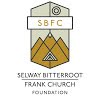 SBFC
SELWAY BITTERROOT
FRANK CHURCH
FOUNDATION